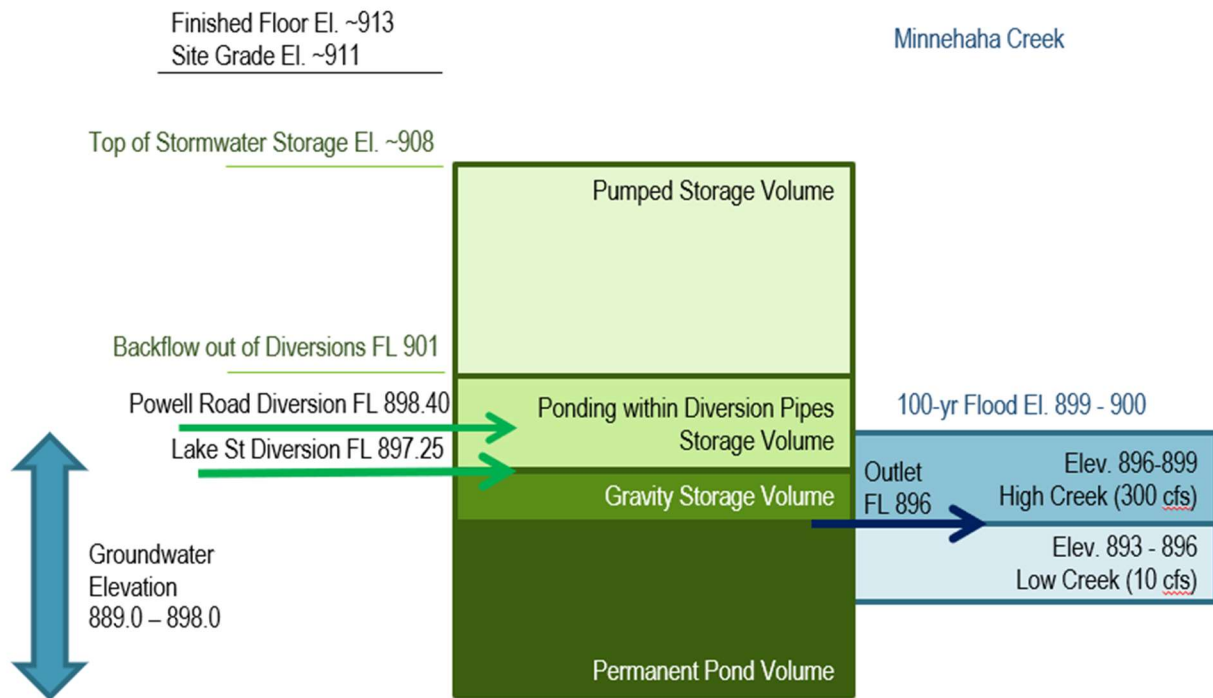 Finished Floor El. ~913
Site Grade El. ~911
Minnehaha Creek
Top of Stormwater Storage El. ~908
Pumped Storage Volume
Backflow out of Diversions FL 901
Powell Road Diversion FL 898.40
Lake St Diversion FL 897.25
Ponding within Diversion Pipes
Storage Volume
100-yr Flood El. 899 - 900
Gravity Storage Volume
Outlet
FL 896
Elev. 896-899
High Creek (300 cfs)
Elev. 893 - 896
Low Creek (10 cfs)
Groundwater
Elevation
889.0 – 898.0
Permanent Pond Volume